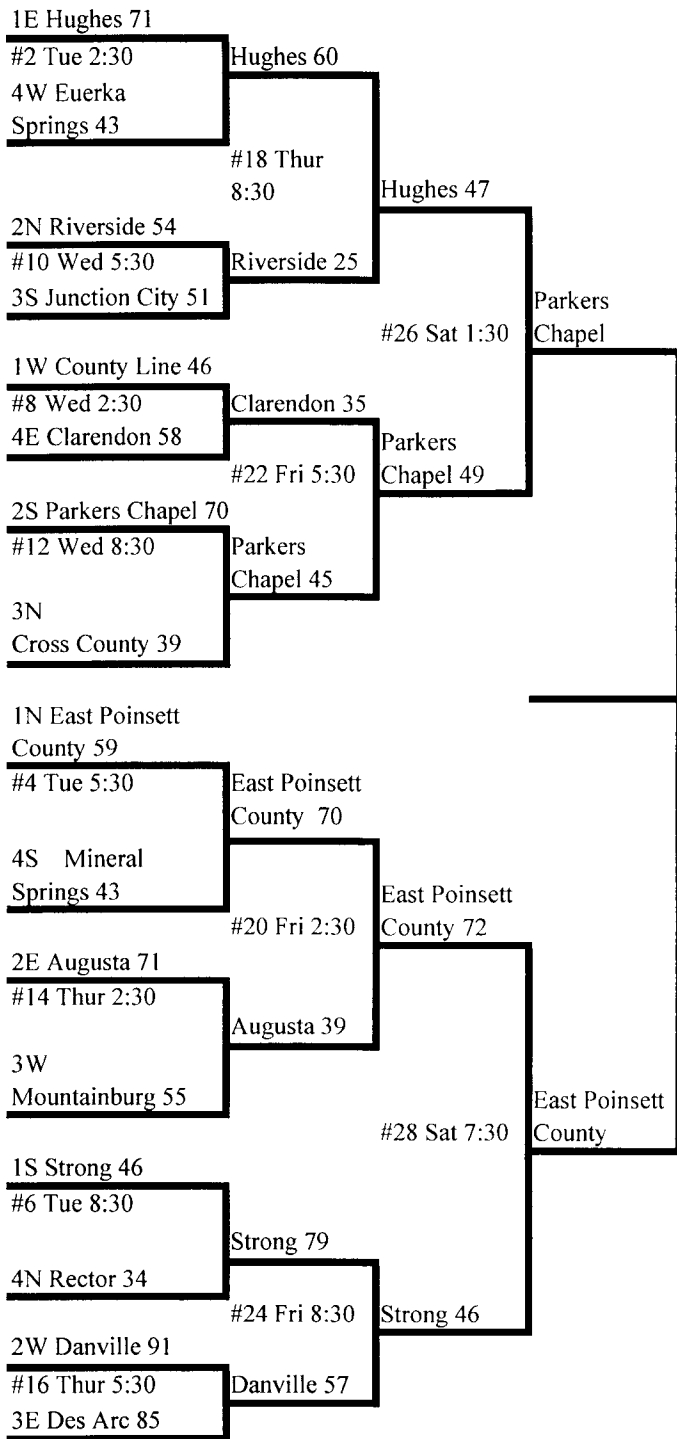 1E Hughes 71
#2 Tue 2:30
4W Euerka
Springs 43
Hughes 60
#18 Thur
8:30
2N Riverside 54
#10 Wed 5:30
3S Junction City 51
Riverside 25
Hughes 47
#26 Sat 1:30
1W County Line 46
#8 Wed 2:30
4E Clarendon 58
Clarendon 35
#22 Fri 5:30
2S Parkers Chapel 70
#12 Wed 8:30
3N
Cross County 39
Parkers
Chapel 45
Parkers
Chapel 49
Parkers
Chapel
1N East Poinsett
County 59
#4 Tue 5:30
4S Mineral
Springs 43
East Poinsett
County 70
#20 Fri 2:30
2E Augusta 71
#14 Thur 2:30
3W
Mountainburg 55
Augusta 39
East Poinsett
County 72
#28 Sat 7:30
1S Strong 46
#6 Tue 8:30
4N Rector 34
Strong 79
#24 Fri 8:30
2W Danville 91
#16 Thur 5:30
3E Des Arc 85
Danville 57
Strong 46
East Poinsett
County